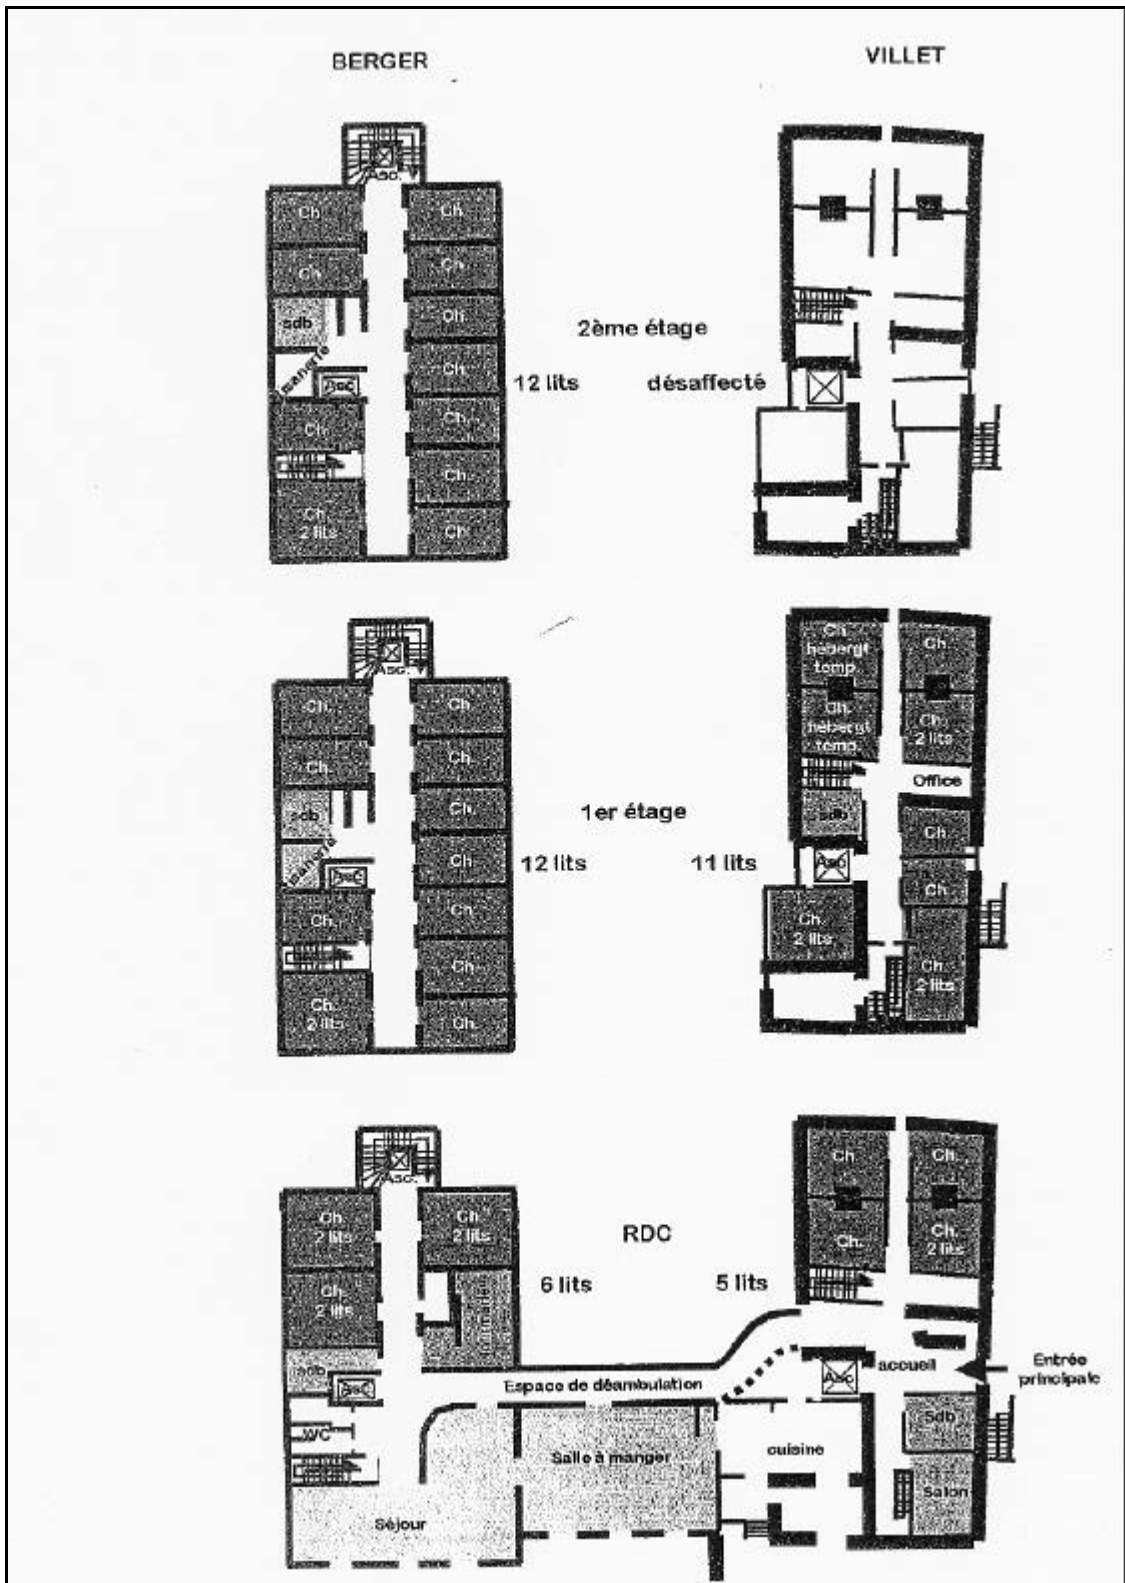 BERGER
VILLET
Asc.
Ch.
Ch.
Ch.
Ch.
sdb
Ch.
Asc
Ch.
Ch.
Ch.
Ch.
Ch.
2 lits
Ch.
2ème étage
12 lits
désaffecté
Asc.
Ch.
Ch.
Ch.
Ch.
sdb
Ch.
Ch.
Asc
Ch.
Ch.
Ch.
Ch.
2 lits
Ch.
1er étage
12 lits
11 lits
Ch.
hébergt
temp.
Ch.
Ch.
hébergt
temp.
Ch.
2 lits
Office
sdb
Ch.
Asc
Ch.
Ch.
2 lits
Ch.
2 lits
Asc.
Ch.
2 lits
Ch.
2 lits
Ch.
2 lits
sdb
Asc
WC
Séjour
RDC
6 lits
5 lits
Espace de déambulation
Salle à manger
cuisine
Ch.
Ch.
Ch.
Ch.
2 lits
accueil
Asc
Entrée
principale
Sdb
Salon